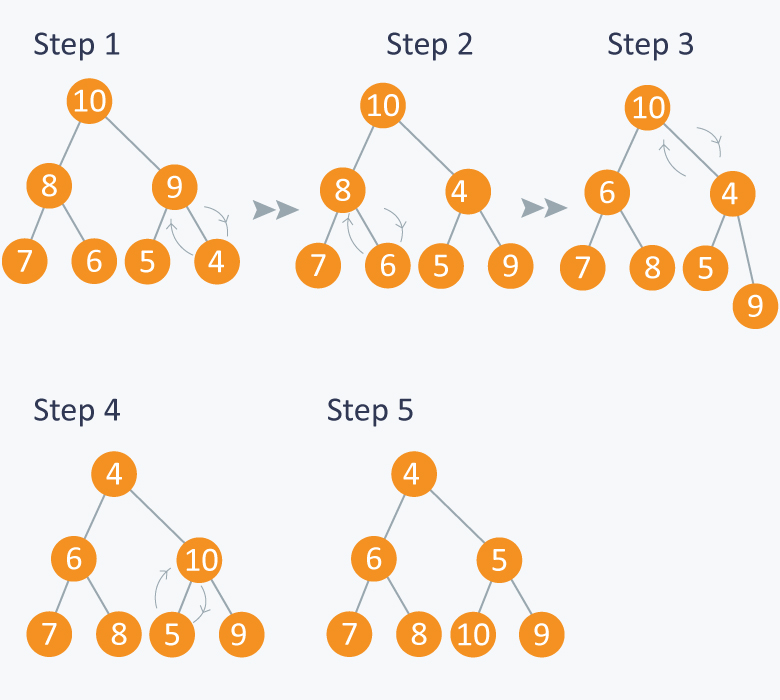 Step 1
10
8 9
7 6 5 4
Step 2
10
8 4
7 6 5 9
Step 3
10
6 4
7 8 5
9
Step 4
4
6 10
7 8 5 9
Step 5
4
6 5
7 8 10 9